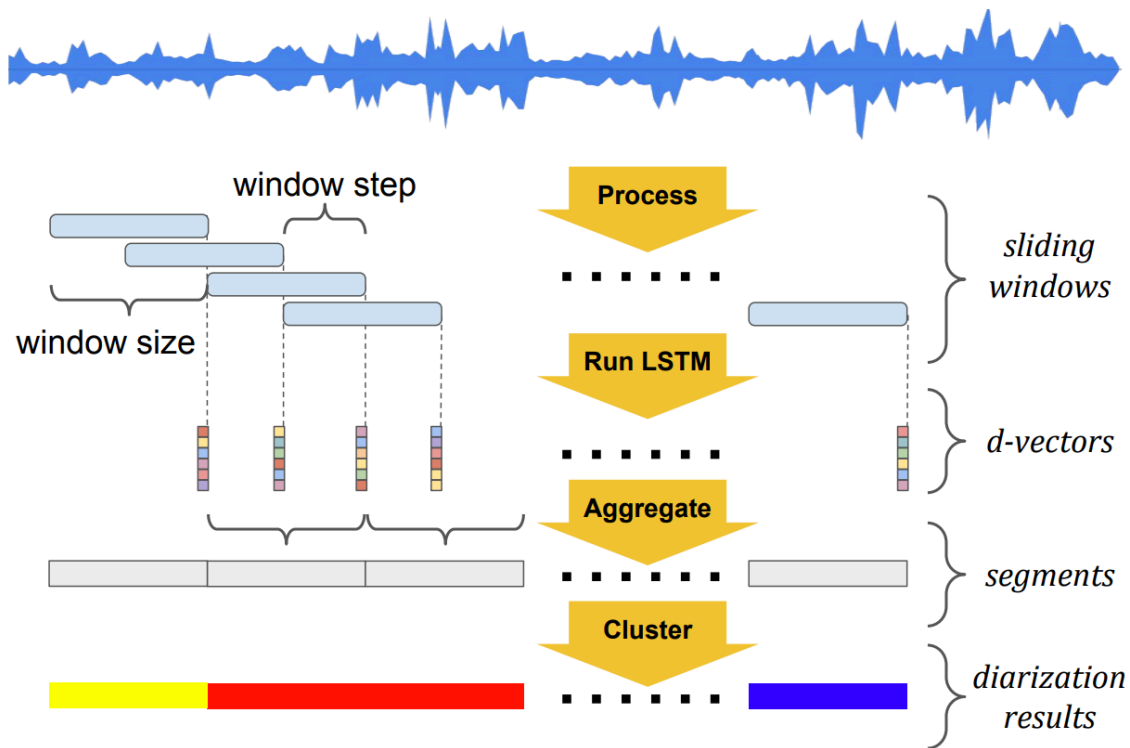 window step
Process
sliding
windows
window size
Run LSTM
d-vectors
Aggregate
segments
Cluster
diarization
results